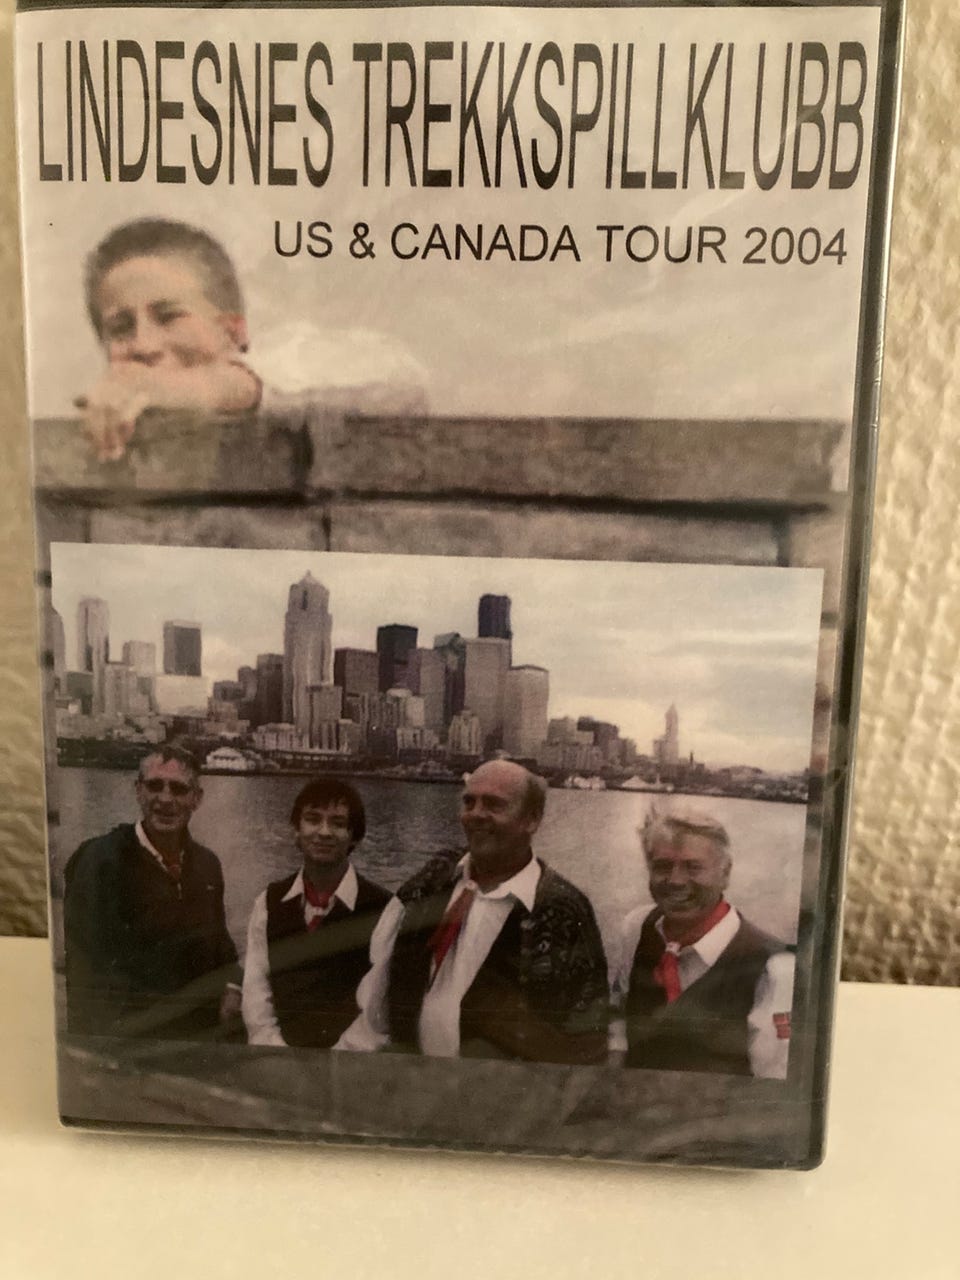 LINDESNES TREKKSPILLKLUBB
US & CANADA TOUR 2004